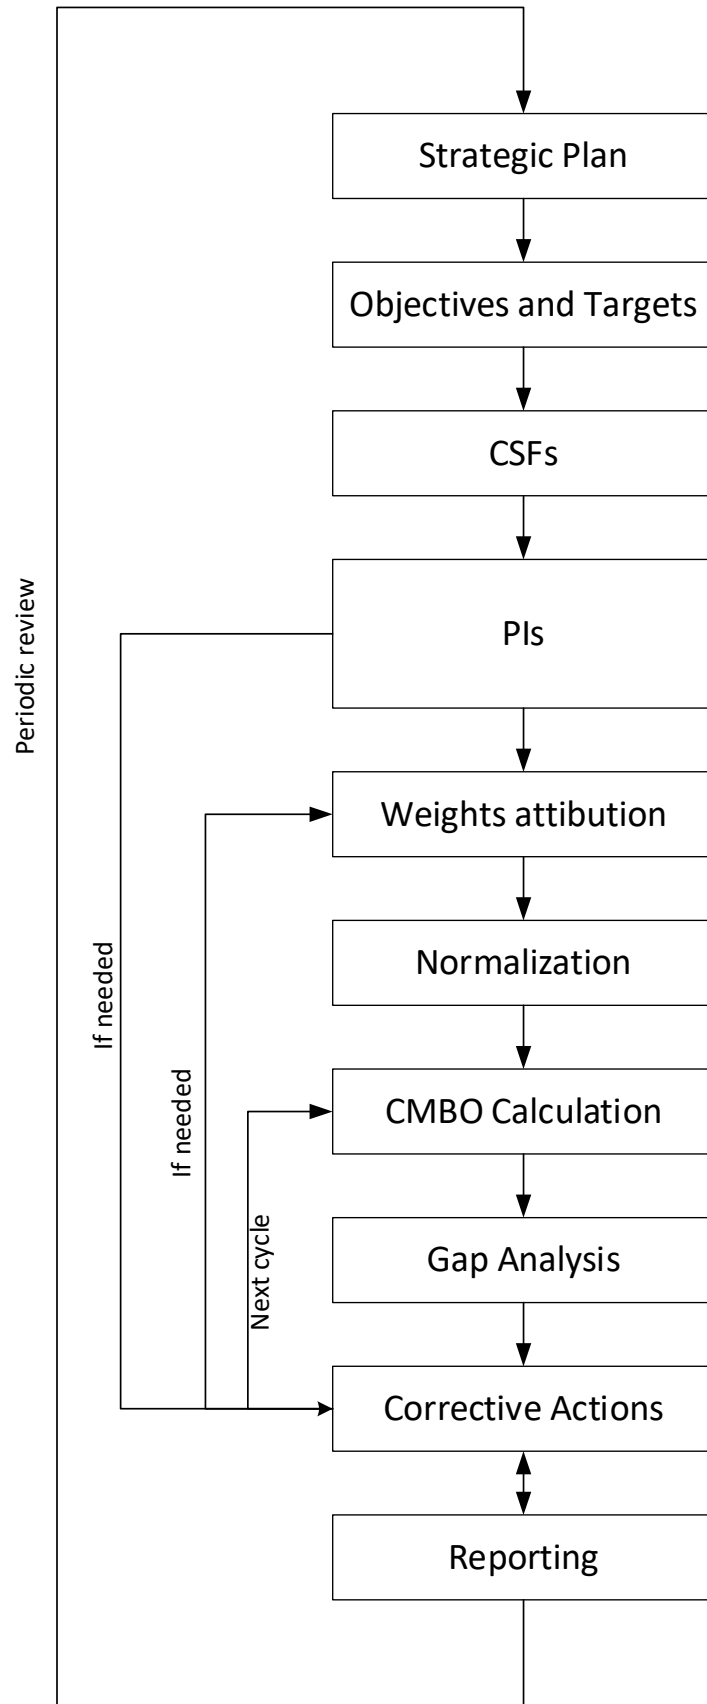 Strategic Plan
Objectives and Targets
CSFs
PIs
Periodic review
Weights attibution
Normalization
If needed
CMBO Calculation
If needed
Gap Analysis
Next cycle
Corrective Actions
Reporting